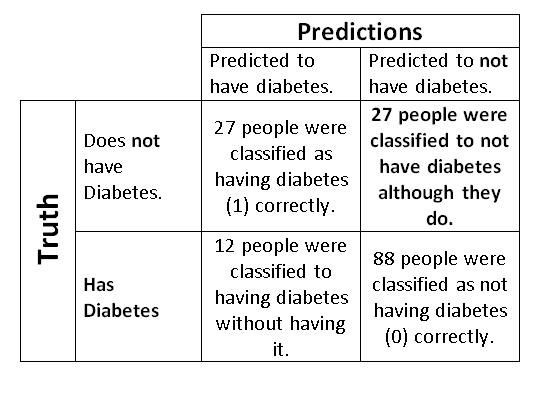 Predictions
Predicted to
have diabetes.
Predicted to not
have diabetes.
Truth
Does not
have
Diabetes.
27 people were
classified as
having diabetes
(1) correctly.
27 people were
classified to not
have diabetes
although they
do.
Has
Diabetes
12 people were
classified to
having diabetes
without having
it.
88 people were
classified as not
having diabetes
(0) correctly.